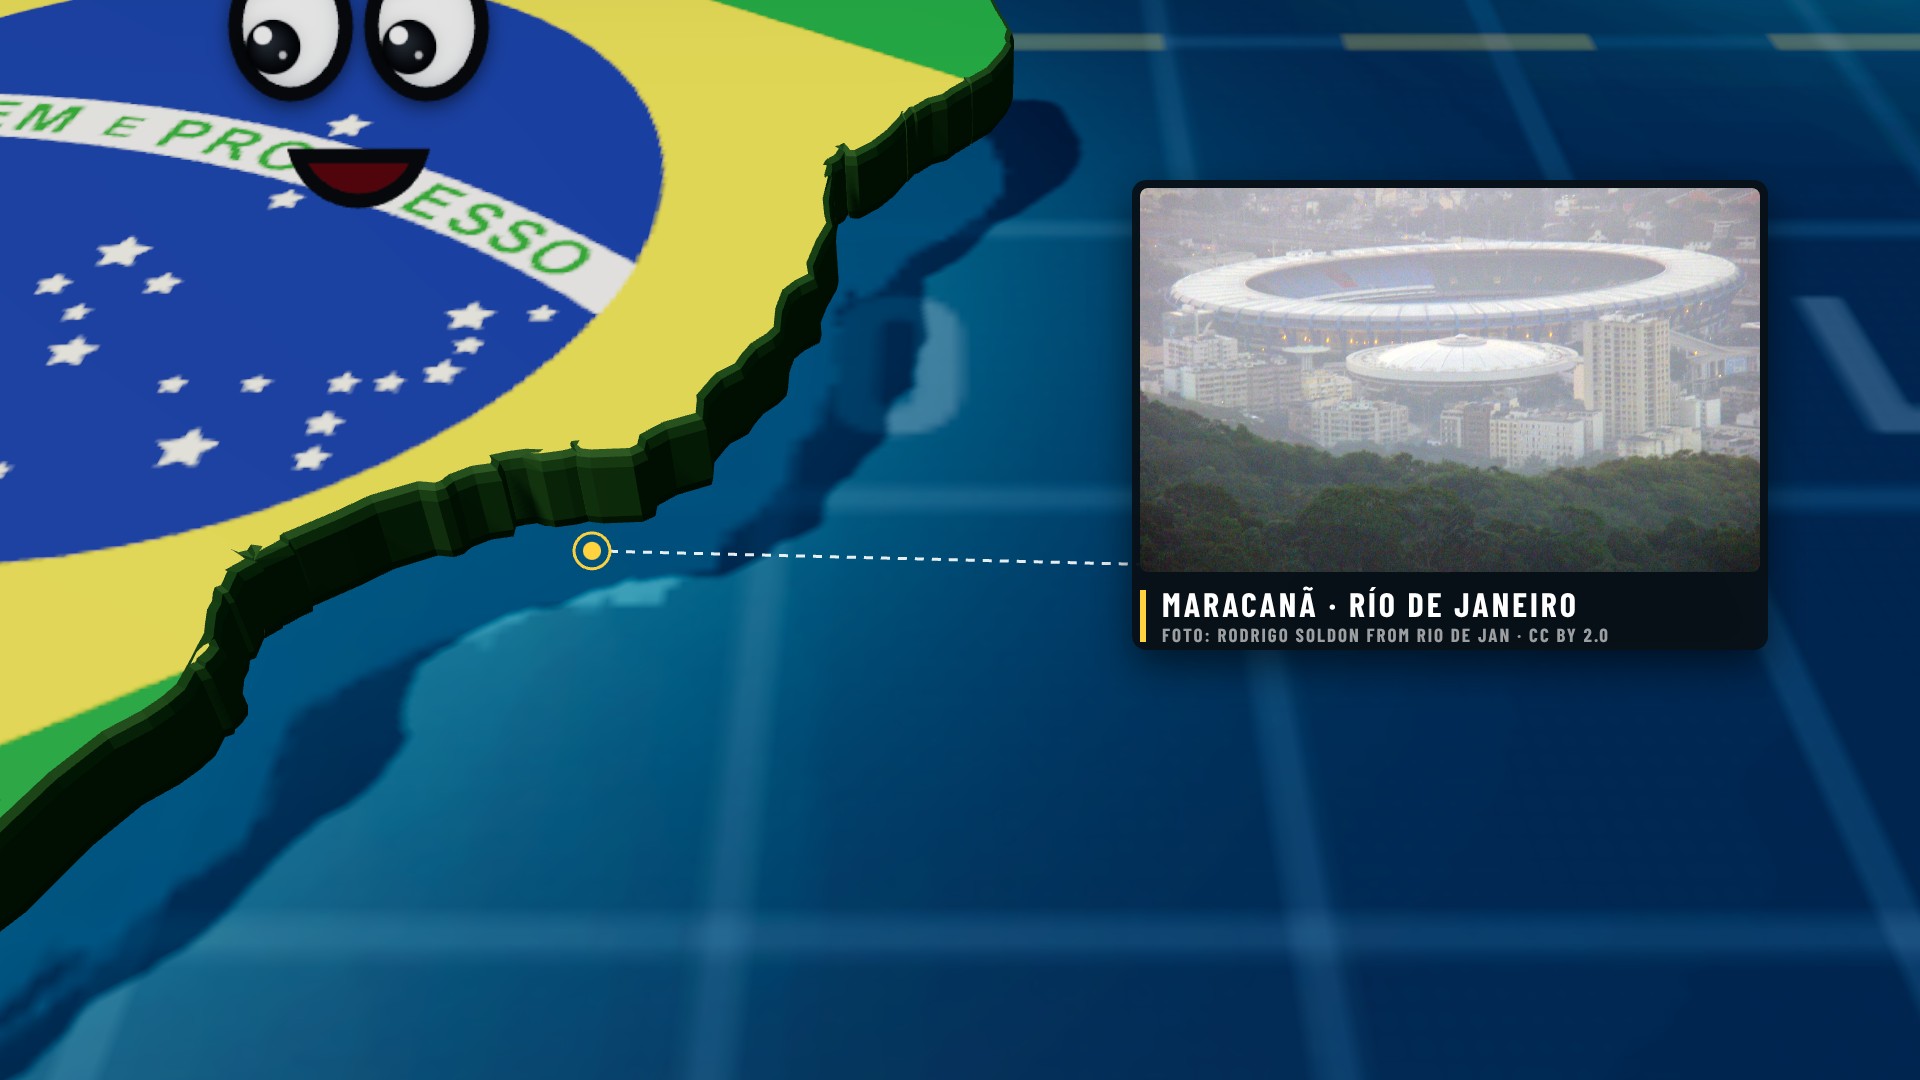 EM E PRO ESSO
MARACANÃ · RÍO DE JANEIRO
FOTO: RODRIGO SOLDON FROM RIO DE JAN · CC BY 2.0